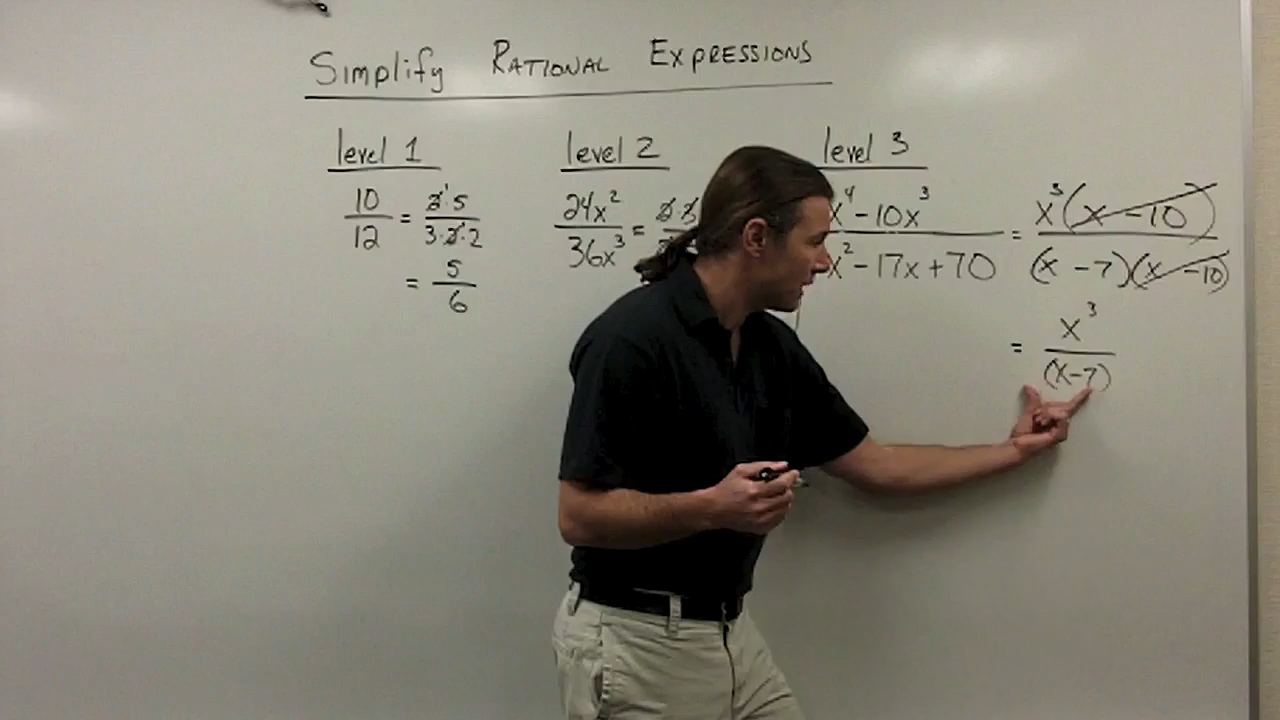 Simplify Rational Expressions
level 1
10/12 = 2·5/3·2·2
= 5/6
level 2
24x²/36x³ =
level 3
x⁴ - 10x³/x² - 17x + 70 = x³(x - 10)/(x - 7)(x - 10)
= x³/(x-7)